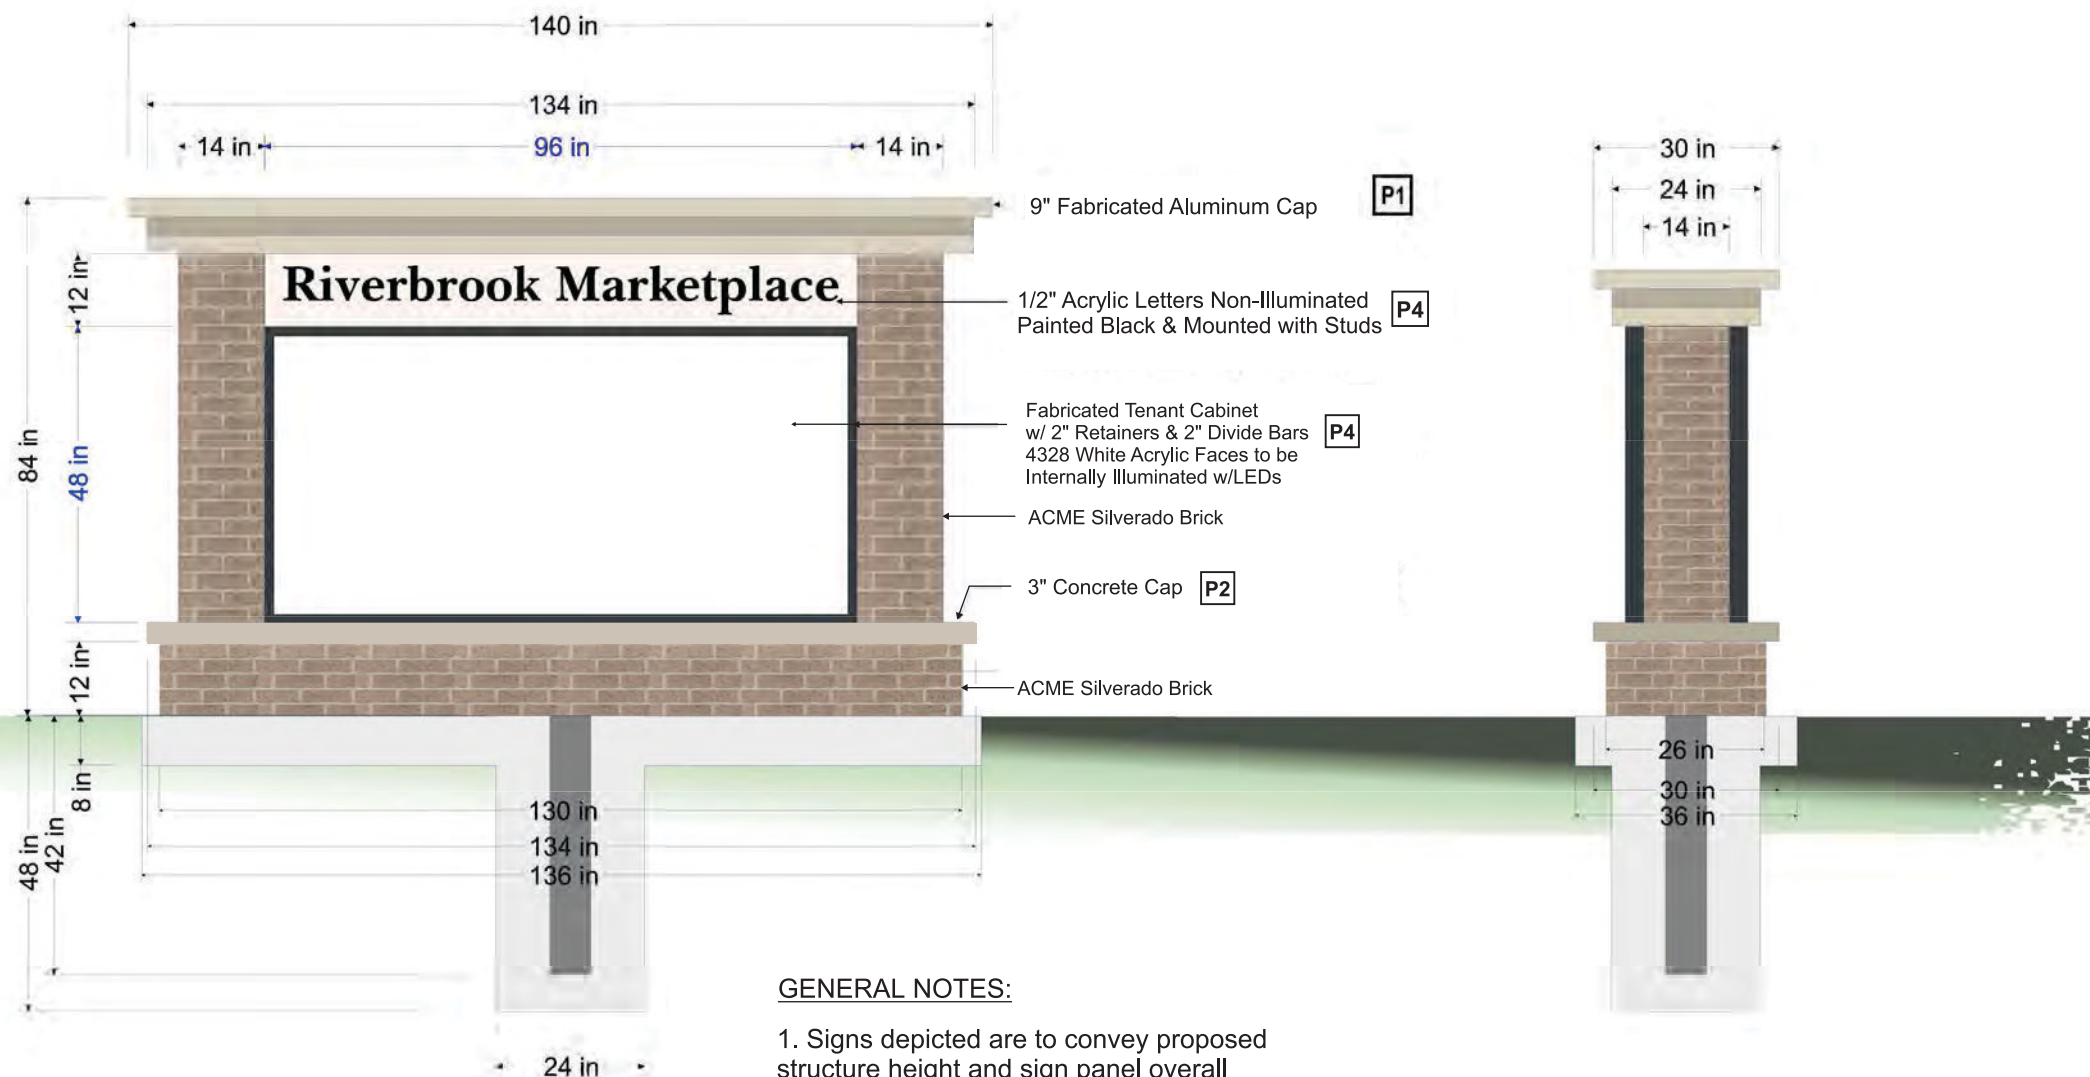 140 in
134 in
14 in
96 in
14 in
30 in
24 in
14 in
9" Fabricated Aluminum Cap
P1
12 in
Riverbrook Marketplace
1/2" Acrylic Letters Non-Illuminated
Painted Black & Mounted with Studs
P4
84 in
48 in
Fabricated Tenant Cabinet
w/ 2" Retainers & 2" Divide Bars
4328 White Acrylic Faces to be
Internally Illuminated w/LEDs
P4
ACME Silverado Brick
3" Concrete Cap
P2
12 in
ACME Silverado Brick
8 in
42 in
48 in
130 in
134 in
136 in
24 in
26 in
30 in
36 in
GENERAL NOTES:
1. Signs depicted are to convey proposed
structure height and sign panel overall